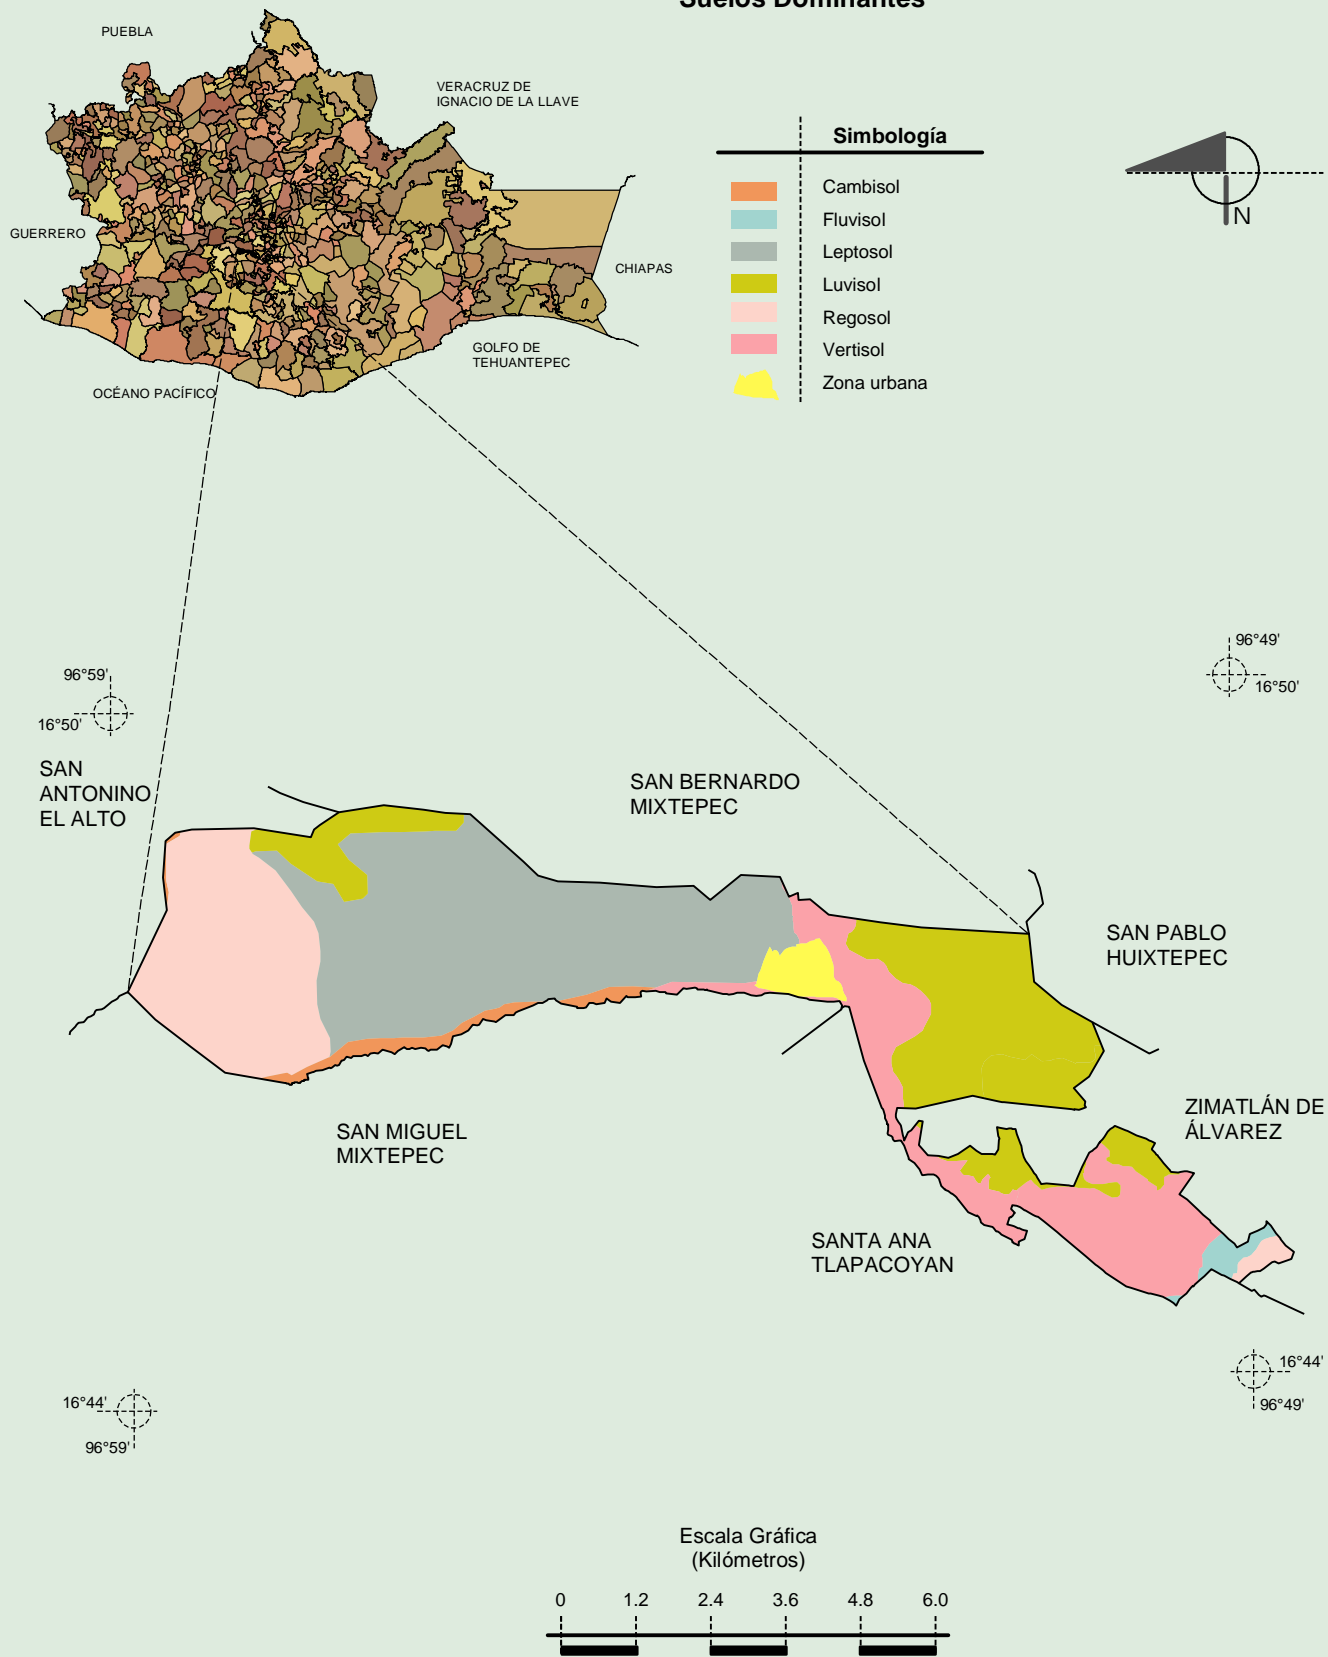 Suelos Dominantes
PUEBLA
VERACRUZ DE
IGNACIO DE LA LLAVE
GUERRERO
CHIAPAS
GOLFO DE
TEHUANTEPEC
OCÉANO PACÍFICO
Simbología
Cambisol
Fluvisol
Leptosol
Luvisol
Regosol
Vertisol
Zona urbana
N
96°59'
16°50'
96°49'
16°50'
SAN
ANTONINO
EL ALTO
SAN BERNARDO
MIXTEPEC
SAN PABLO
HUIXTEPEC
SAN MIGUEL
MIXTEPEC
ZIMATLÁN DE
ÁLVAREZ
SANTA ANA
TLAPACOYAN
16°44'
96°59'
16°44'
96°49'
Escala Gráfica
(Kilómetros)
0 1.2 2.4 3.6 4.8 6.0